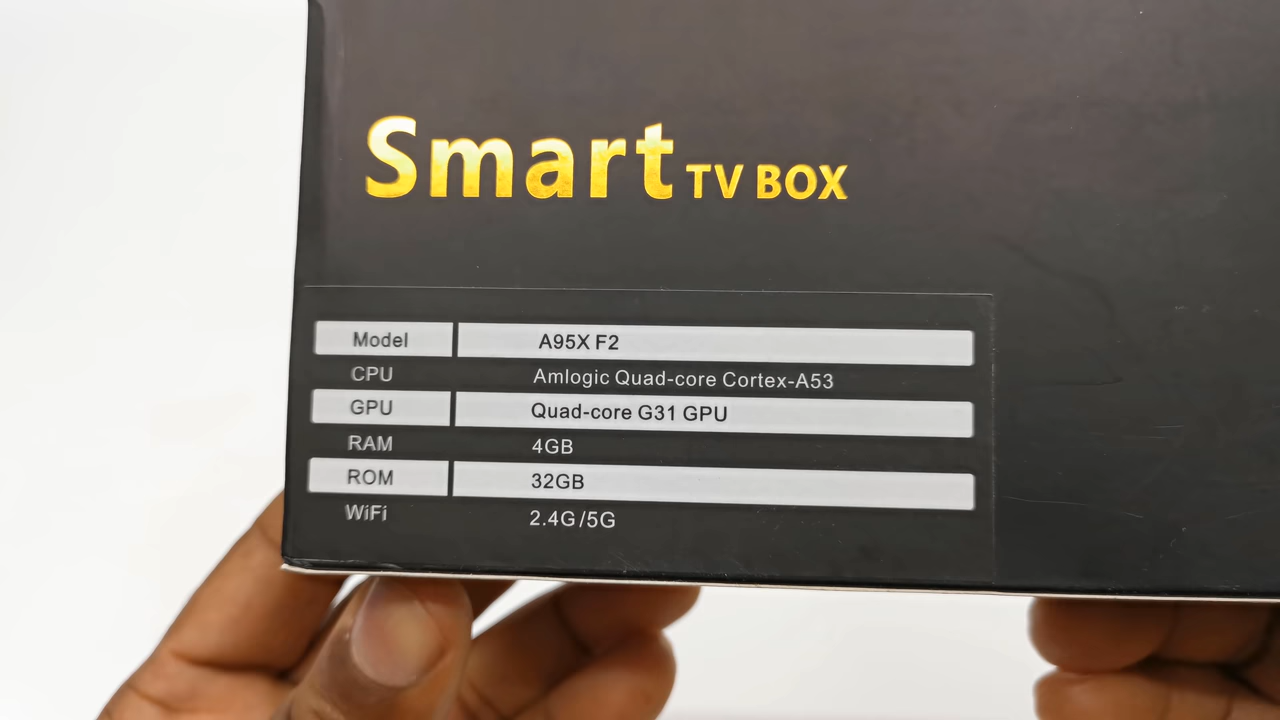 Smart TV BOX
Model A95X F2
CPU Amlogic Quad-core Cortex-A53
GPU Quad-core G31 GPU
RAM 4GB
ROM 32GB
WiFi 2.4G/5G